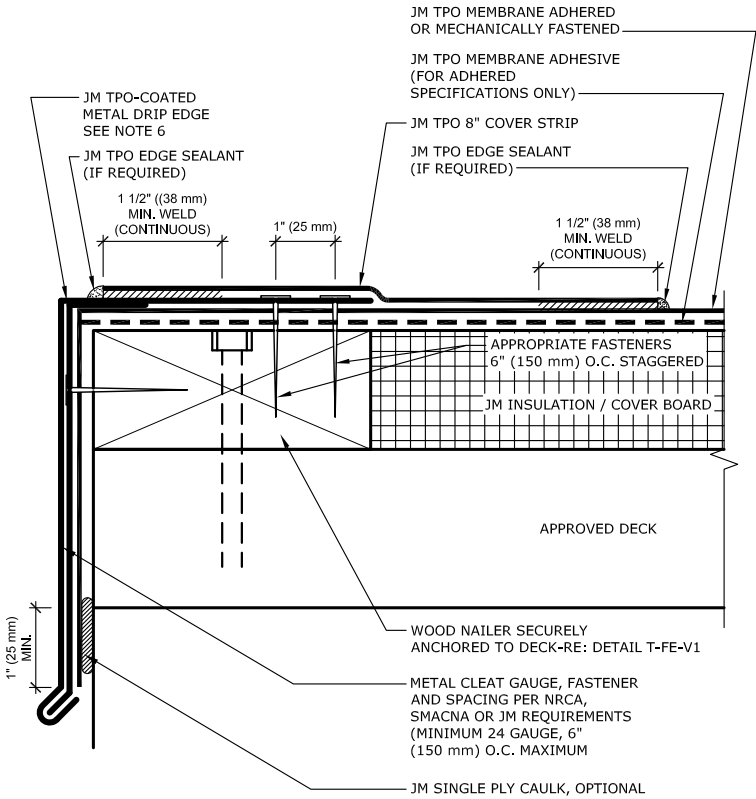 JM TPO MEMBRANE ADHERED
OR MECHANICALLY FASTENED
JM TPO MEMBRANE ADHESIVE
(FOR ADHERED
SPECIFICATIONS ONLY)
JM TPO-COATED
METAL DRIP EDGE
SEE NOTE 6
JM TPO 8" COVER STRIP
JM TPO EDGE SEALANT
(IF REQUIRED)
JM TPO EDGE SEALANT
(IF REQUIRED)
1 1/2" ((38 mm)
MIN. WELD
(CONTINUOUS)
1" (25 mm)
1 1/2" (38 mm)
MIN. WELD
(CONTINUOUS)
APPROPRIATE FASTENERS
6" (150 mm) O.C. STAGGERED
JM INSULATION / COVER BOARD
APPROVED DECK
1" (25 mm)
MIN.
WOOD NAILER SECURELY
ANCHORED TO DECK-RE: DETAIL T-FE-V1
METAL CLEAT GAUGE, FASTENER
AND SPACING PER NRCA,
SMACNA OR JM REQUIREMENTS
(MINIMUM 24 GAUGE, 6"
(150 mm) O.C. MAXIMUM
JM SINGLE PLY CAULK, OPTIONAL